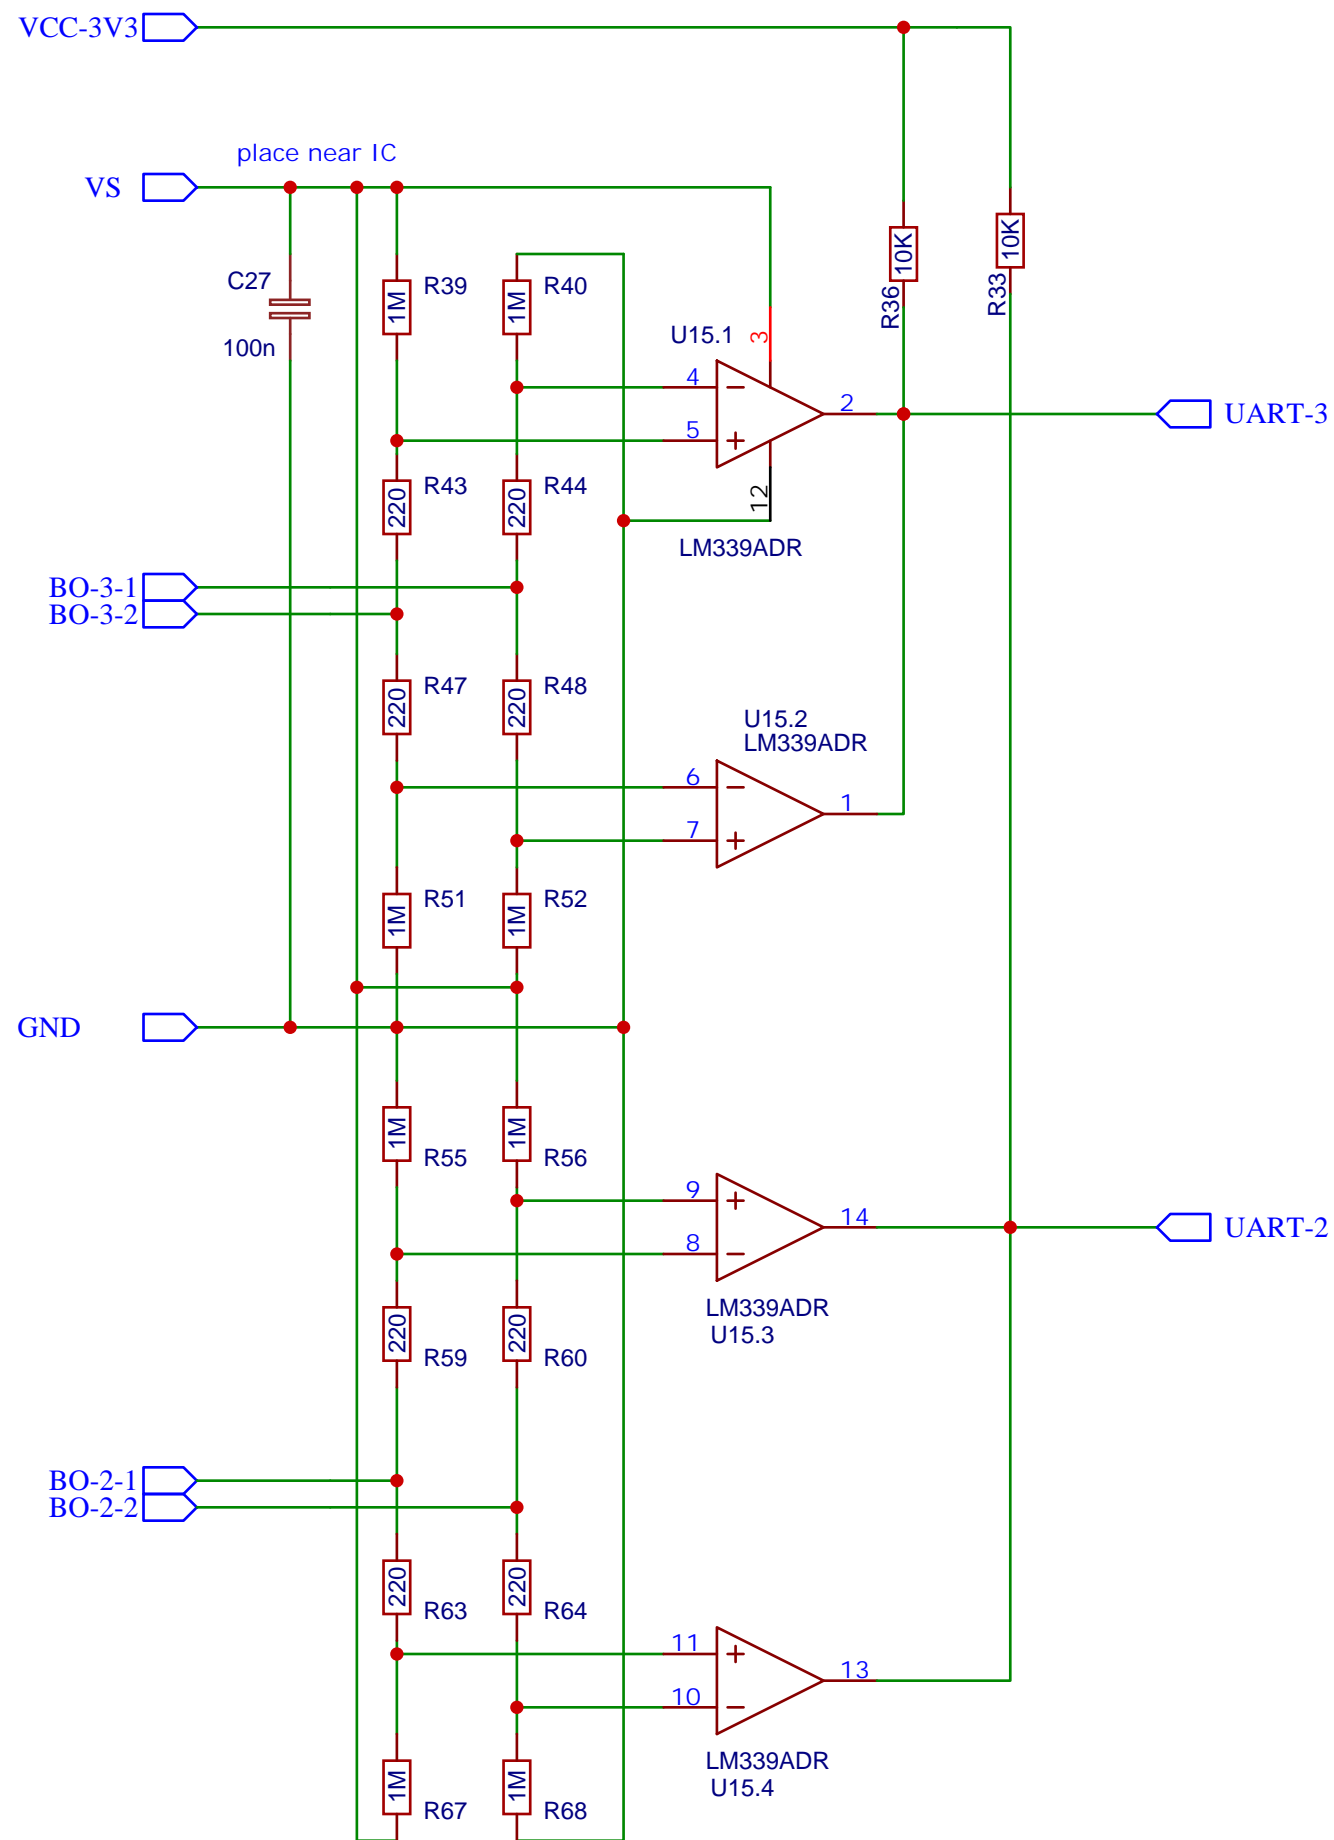 VCC-3V3
place near IC
VS
C27
100n
R39
1M
R40
1M
R36
10K
R33
10K
U15.1
3
4
5
2
12
LM339ADR
UART-3
R43
220
R44
220
BO-3-1
BO-3-2
R47
220
R48
220
U15.2
LM339ADR
6
7
1
R51
1M
R52
1M
GND
R55
1M
R56
1M
9
8
14
UART-2
LM339ADR
U15.3
R59
220
R60
220
BO-2-1
BO-2-2
R63
220
R64
220
11
10
13
LM339ADR
U15.4
R67
1M
R68
1M